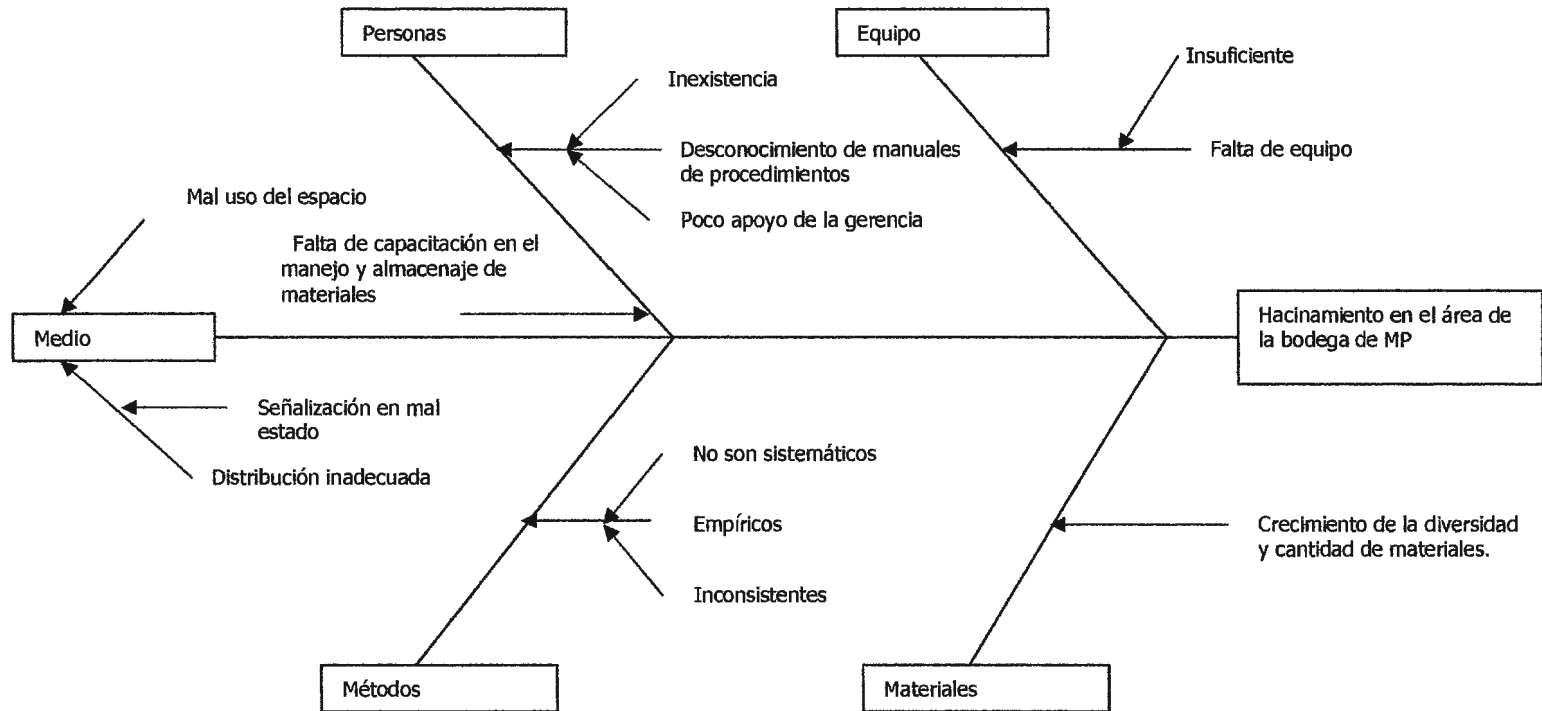 Personas
Equipo
Insuficiente
Inexistencia
Desconocimiento de manuales
de procedimientos
Falta de equipo
Mal uso del espacio
Poco apoyo de la gerencia
Falta de capacitación en el
manejo y almacenaje de
materiales
Medio
Hacinamiento en el área de
la bodega de MP
Señalización en mal
estado
Distribución inadecuada
No son sistemáticos
Empíricos
Inconsistentes
Crecimiento de la diversidad
y cantidad de materiales.
Métodos
Materiales